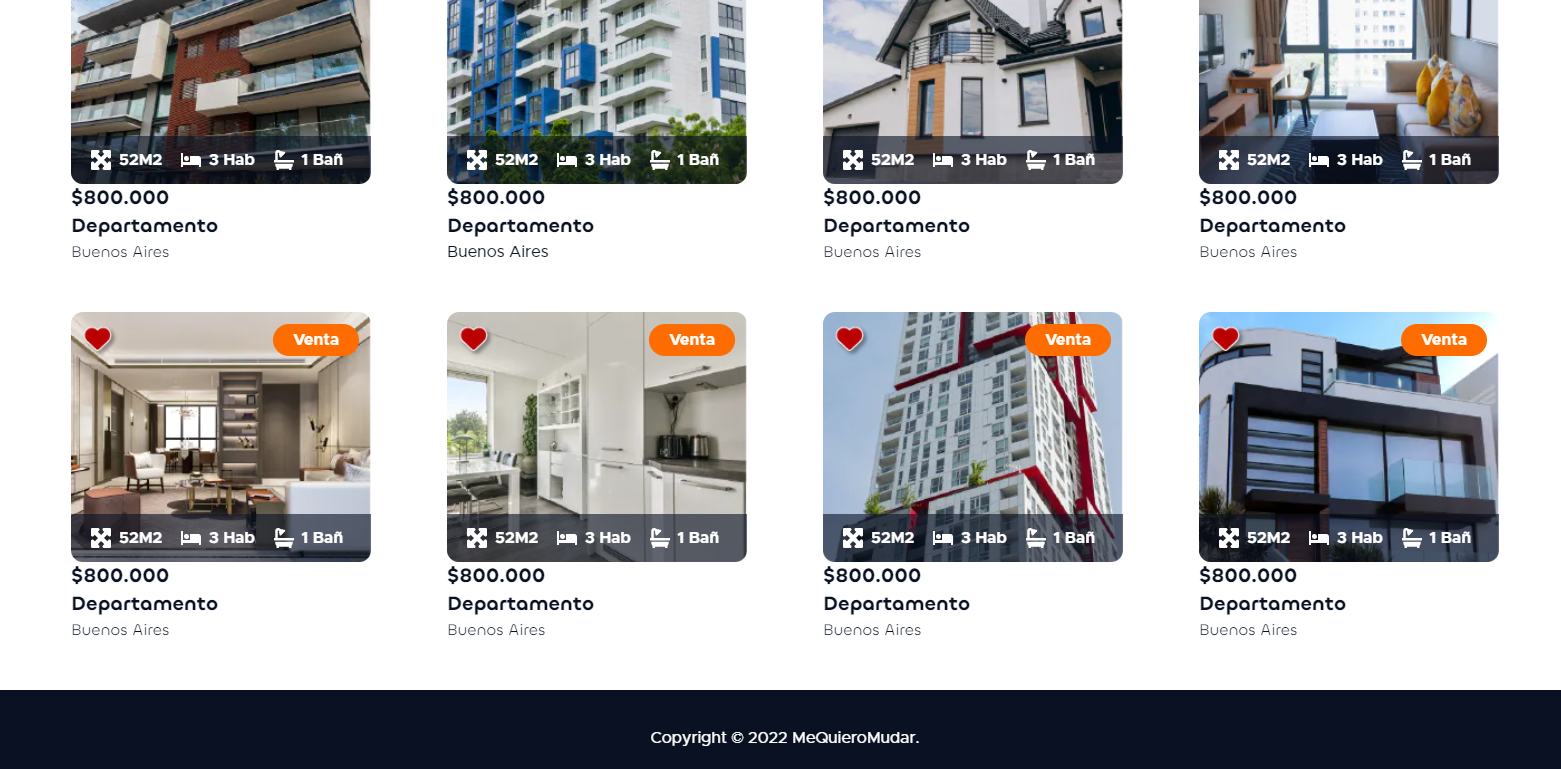 52M2 3 Hab 1 Bañ
$800.000
Departamento
Buenos Aires
52M2 3 Hab 1 Bañ
$800.000
Departamento
Buenos Aires
52M2 3 Hab 1 Bañ
$800.000
Departamento
Buenos Aires
52M2 3 Hab 1 Bañ
$800.000
Departamento
Buenos Aires
Venta
52M2 3 Hab 1 Bañ
$800.000
Departamento
Buenos Aires
Venta
52M2 3 Hab 1 Bañ
$800.000
Departamento
Buenos Aires
Venta
52M2 3 Hab 1 Bañ
$800.000
Departamento
Buenos Aires
Venta
52M2 3 Hab 1 Bañ
$800.000
Departamento
Buenos Aires
Copyright © 2022 MeQuieroMudar.